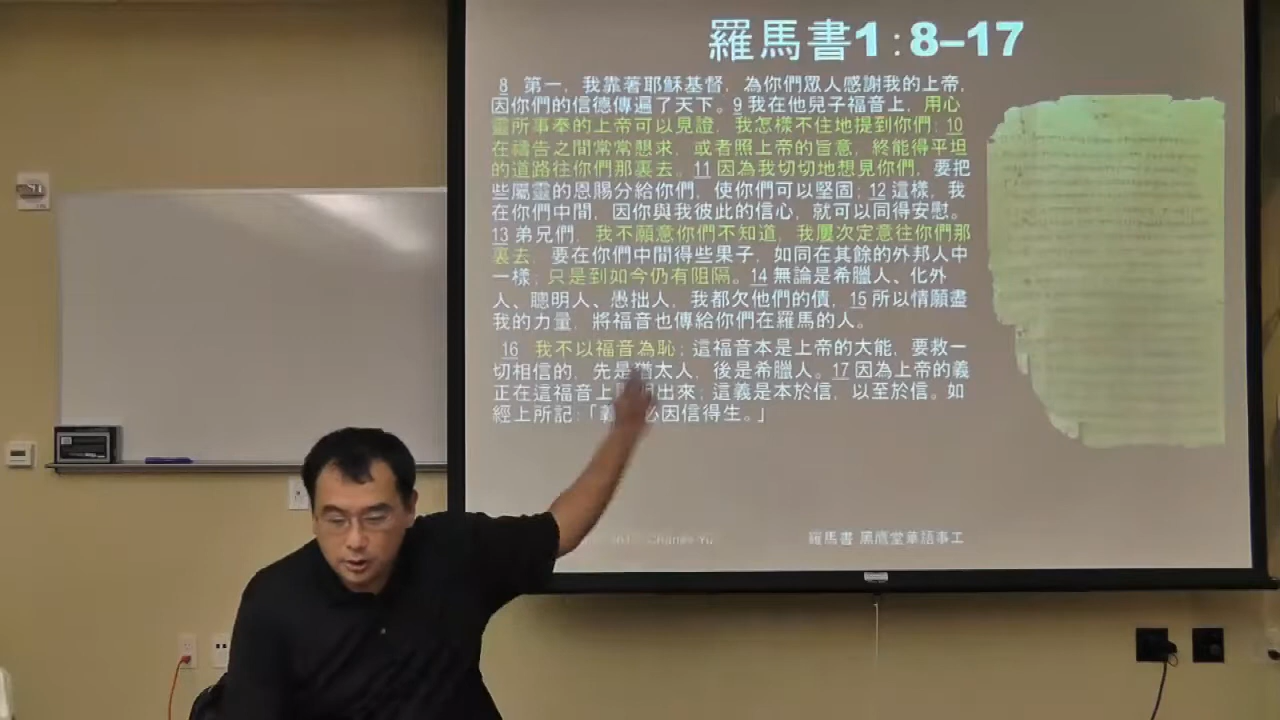 羅馬書1:8–17
8 第一，我靠著耶穌基督，為你們眾人感謝我的上帝，
因你們的信德傳遍了天下。9 我在他兒子福音上，用心
靈所事奉的上帝可以見證，我怎樣不住地提到你們；10
在禱告之間常常懇求，或者照上帝的旨意，終能得平坦
的道路往你們那裏去。11 因為我切切地想見你們，要把
些屬靈的恩賜分給你們，使你們可以堅固；12 這樣，我
在你們中間，因你與我彼此的信心，就可以同得安慰。
13 弟兄們，我不願意你們不知道，我屢次定意往你們那
裏去，要在你們中間得些果子，如同在其餘的外邦人中
一樣；只是到如今仍有阻隔。14 無論是希臘人、化外
人、聰明人、愚拙人，我都欠他們的債，15 所以情願盡
我的力量，將福音也傳給你們在羅馬的人。
16 我不以福音為恥；這福音本是上帝的大能，要救一
切相信的，先是猶太人，後是希臘人。17 因為上帝的義
正在這福音上 出來；這義是本於信，以至於信。如
經上所記：「義 必因信得生。」
Yu
羅馬書 黑鷹堂華語事工